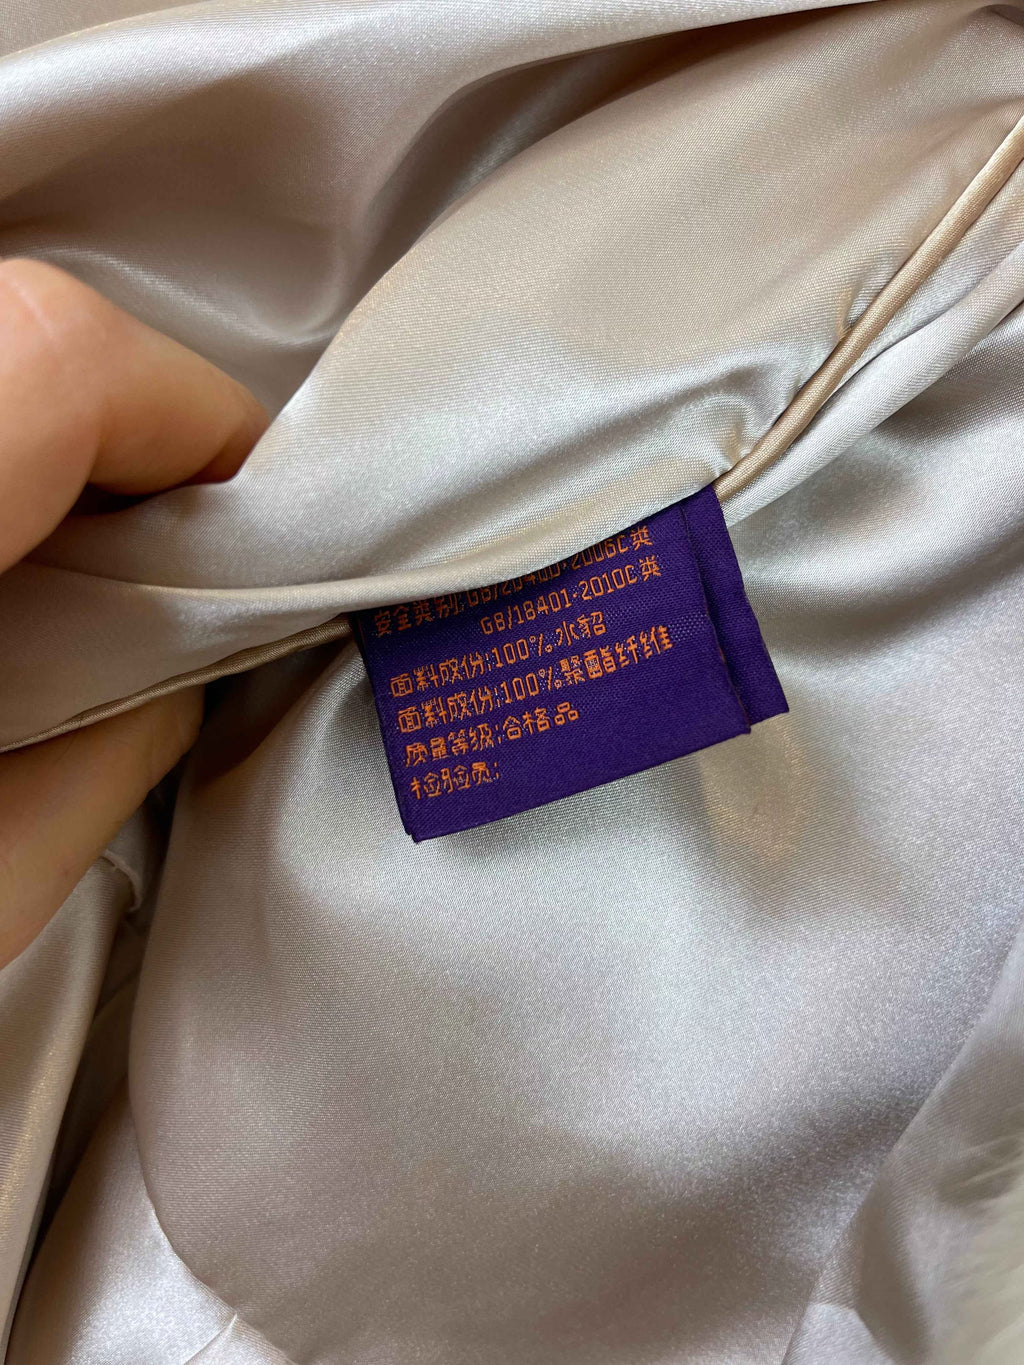 安全类别:GB/20400-2006C类
GB/18401-2010C类
面料成份:100%水貂
面料成份:100%聚酯纤维
质量等级:合格品
检验员: